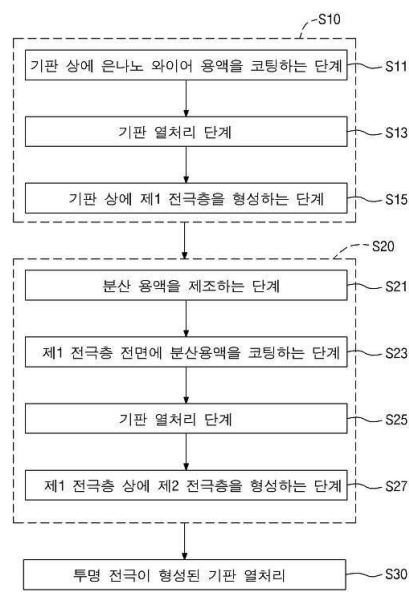 S10
기판 상에 은나노 와이어 용액을 코팅하는 단계 S11
기판 열처리 단계 S13
기판 상에 제1 전극층을 형성하는 단계 S15
S20
분산 용액을 제조하는 단계 S21
제1 전극층 전면에 분산용액을 코팅하는 단계 S23
기판 열처리 단계 S25
제1 전극층 상에 제2 전극층을 형성하는 단계 S27
투명 전극이 형성된 기판 열처리 S30